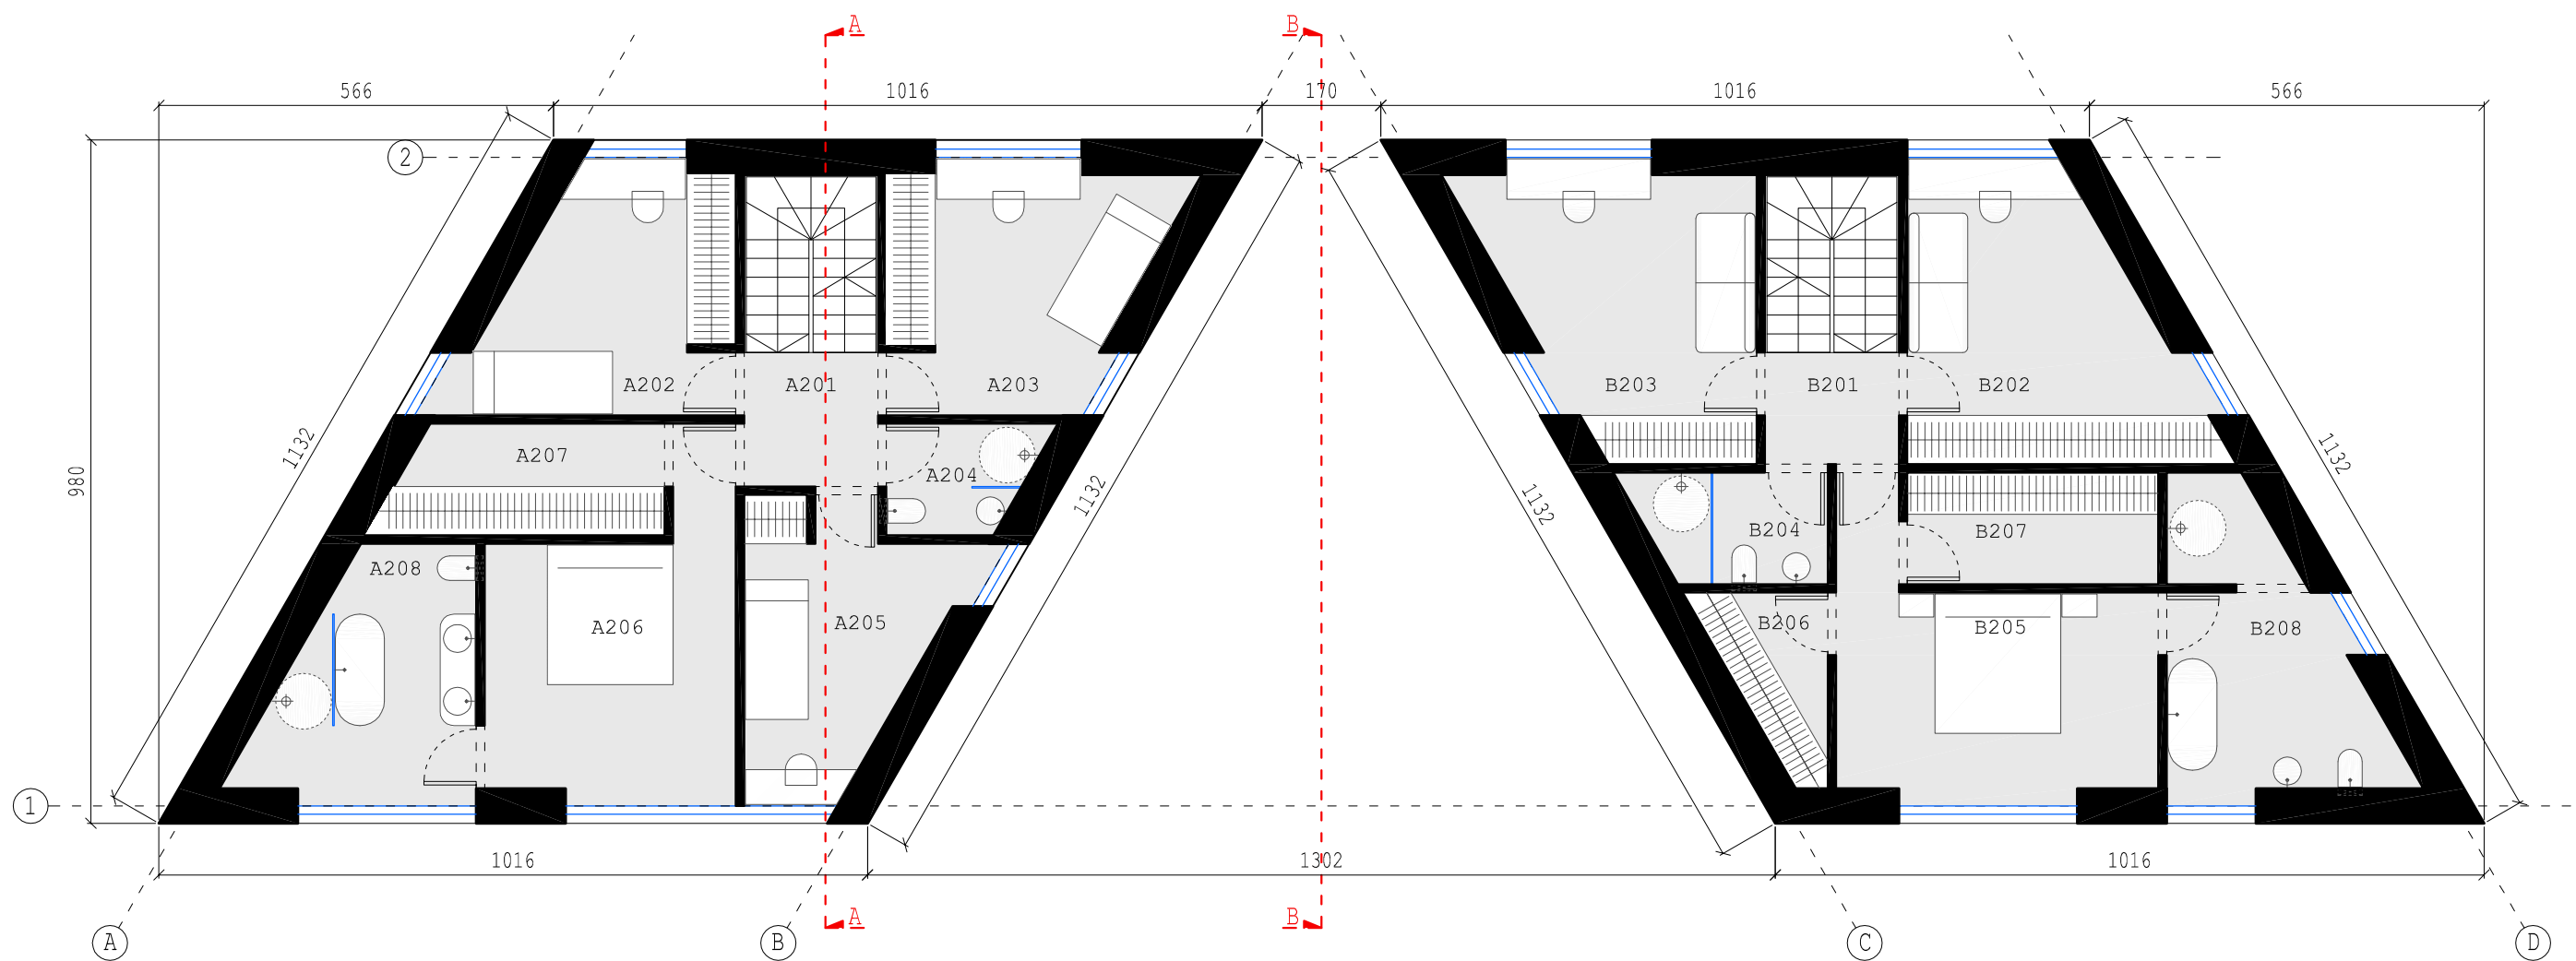 A B
566 1016 170 1016 566
2
A202 A201 A203 B203 B201 B202
1132 1132 1132 1132
980
A207 A204 B204 B207
A208 A206 A205 B206 B205 B208
1
1016 1302 1016
A B
A B C D